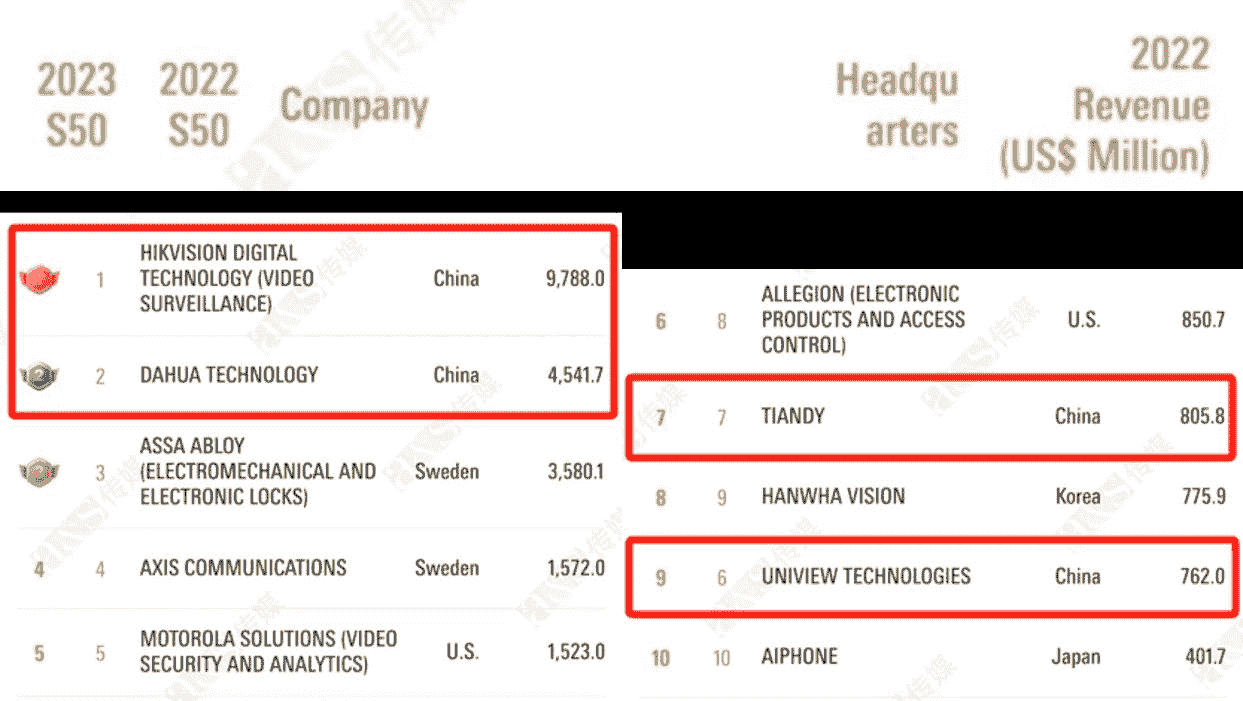 2023
S50
2022
S50
Company
Headqu
arters
2022
Revenue
(US$ Million)
1
HIKVISION DIGITAL
TECHNOLOGY (VIDEO
SURVEILLANCE)
China
9,788.0
2
2
DAHUA TECHNOLOGY
China
4,541.7
3
ASSA ABLOY
(ELECTROMECHANICAL AND
ELECTRONIC LOCKS)
Sweden
3,580.1
4
4
AXIS COMMUNICATIONS
Sweden
1,572.0
5
5
MOTOROLA SOLUTIONS (VIDEO
SECURITY AND ANALYTICS)
U.S.
1,523.0
6
8
ALLEGION (ELECTRONIC
PRODUCTS AND ACCESS
CONTROL)
U.S.
850.7
7
7
TIANDY
China
805.8
8
9
HANWHA VISION
Korea
775.9
9
6
UNIVIEW TECHNOLOGIES
China
762.0
10
10
AIPHONE
Japan
401.7
传媒